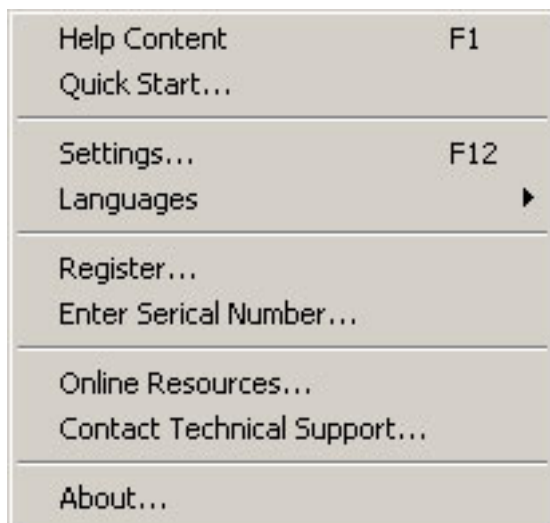 Help Content F1
Quick Start...
Settings... F12
Languages
Register...
Enter Serical Number...
Online Resources...
Contact Technical Support...
About...